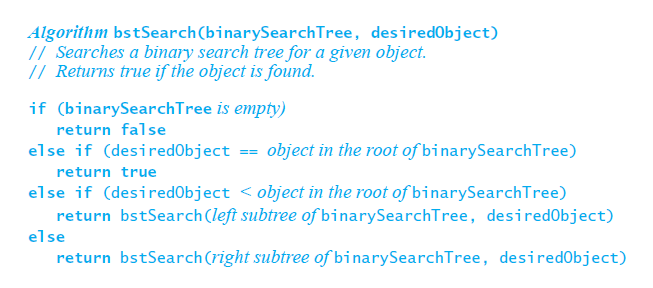 Algorithm bstSearch(binarySearchTree, desiredObject)
// Searches a binary search tree for a given object.
// Returns true if the object is found.
if (binarySearchTree is empty)
return false
else if (desiredObject == object in the root of binarySearchTree)
return true
else if (desiredObject < object in the root of binarySearchTree)
return bstSearch(left subtree of binarySearchTree, desiredObject)
else
return bstSearch(right subtree of binarySearchTree, desiredObject)